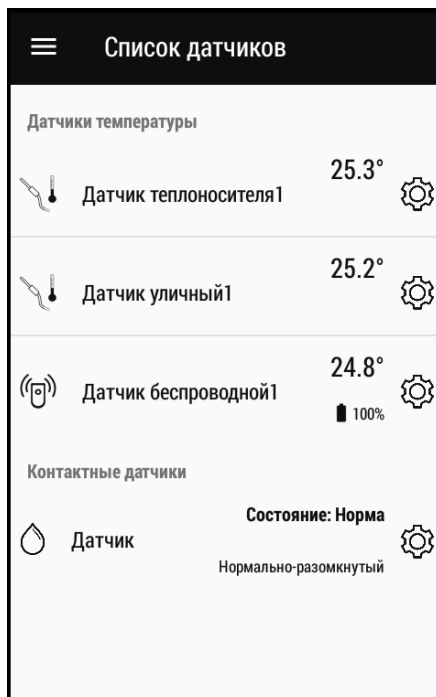 Список датчиков
Датчики температуры
25.3°
Датчик теплоносителя1
25.2°
Датчик уличный1
24.8°
Датчик беспроводной1
100%
Контактные датчики
Состояние: Норма
Датчик
Нормально-разомкнутый